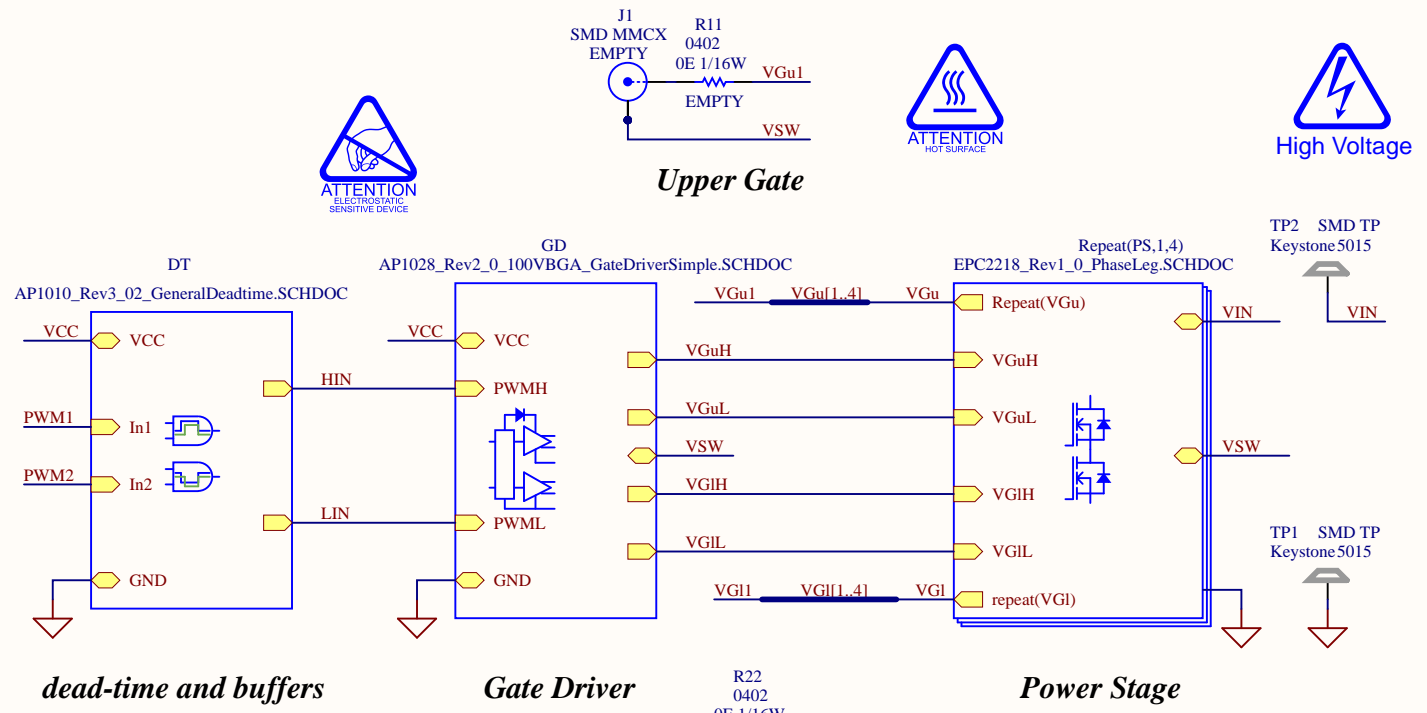 J1
SMD MMCX
EMPTY
R11
0402
0E 1/16W
VGu1
EMPTY
VSW
Upper Gate
ATTENTION
ELECTROSTATIC
SENSITIVE DEVICE
ATTENTION
HOT SURFACE
High Voltage
TP2 SMD TP
Keystone 5015
VIN
DT
AP1010_Rev3_02_GeneralDeadtime.SCHDOC
VCC
VCC
HIN
PWM1
In1
PWM2
In2
LIN
GND
dead-time and buffers
GD
AP1028_Rev2_0_100VBGA_GateDriverSimple.SCHDOC
VCC
VCC
PWMH
PWML
GND
VGuH
VGuL
VSW
VGlH
VGlL
Gate Driver
Repeat(PS,1,4)
EPC2218_Rev1_0_PhaseLeg.SCHDOC
VGu1 VGu[1..4] VGu
Repeat(VGu)
VIN
VGuH
VGuL
VSW
VGlH
VGlL
VGl1 VGl[1..4] VGl
repeat(VGl)
Power Stage
TP1 SMD TP
Keystone 5015
R22
0402
0E 1/16W